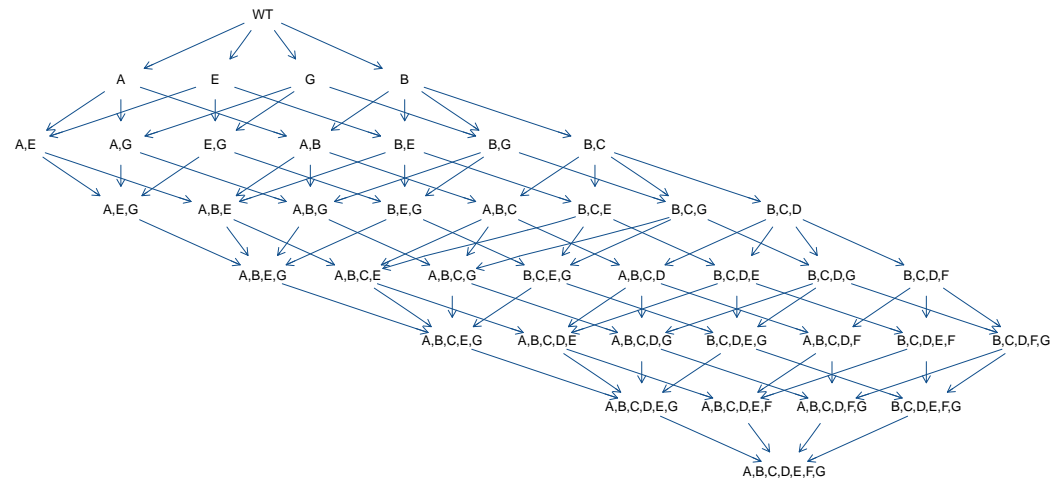 WT
A E G B
A,E A,G E,G A,B B,E B,G B,C
A,E,G A,B,E A,B,G B,E,G A,B,C B,C,E B,C,G B,C,D
A,B,E,G A,B,C,E A,B,C,G B,C,E,G A,B,C,D B,C,D,E B,C,D,G B,C,D,F
A,B,C,E,G A,B,C,D,E A,B,C,D,G B,C,D,E,G A,B,C,D,F B,C,D,E,F B,C,D,F,G
A,B,C,D,E,G A,B,C,D,E,F A,B,C,D,F,G B,C,D,E,F,G
A,B,C,D,E,F,G